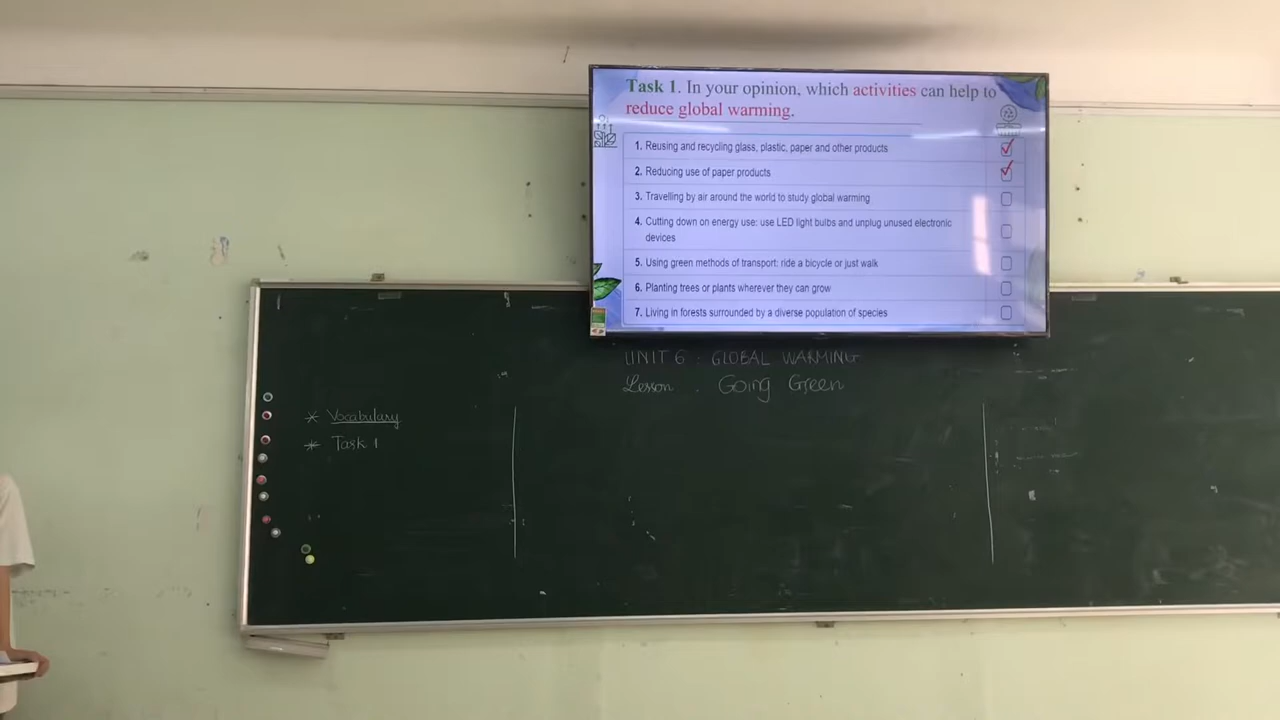 Task 1. In your opinion, which activities can help to
reduce global warming.
1. Reusing and recycling glass, plastic, paper and other products
2. Reducing use of paper products
3. Travelling by air around the world to study global warming
4. Cutting down on energy use: use LED light bulbs and unplug unused electronic
devices
5. Using green methods of transport: ride a bicycle or just walk
6. Planting trees or plants wherever they can grow
7. Living in forests surrounded by a diverse population of species
UNIT 6 : GLOBAL WARMING
Lesson : Going Green
* Vocabulary
* Task 1